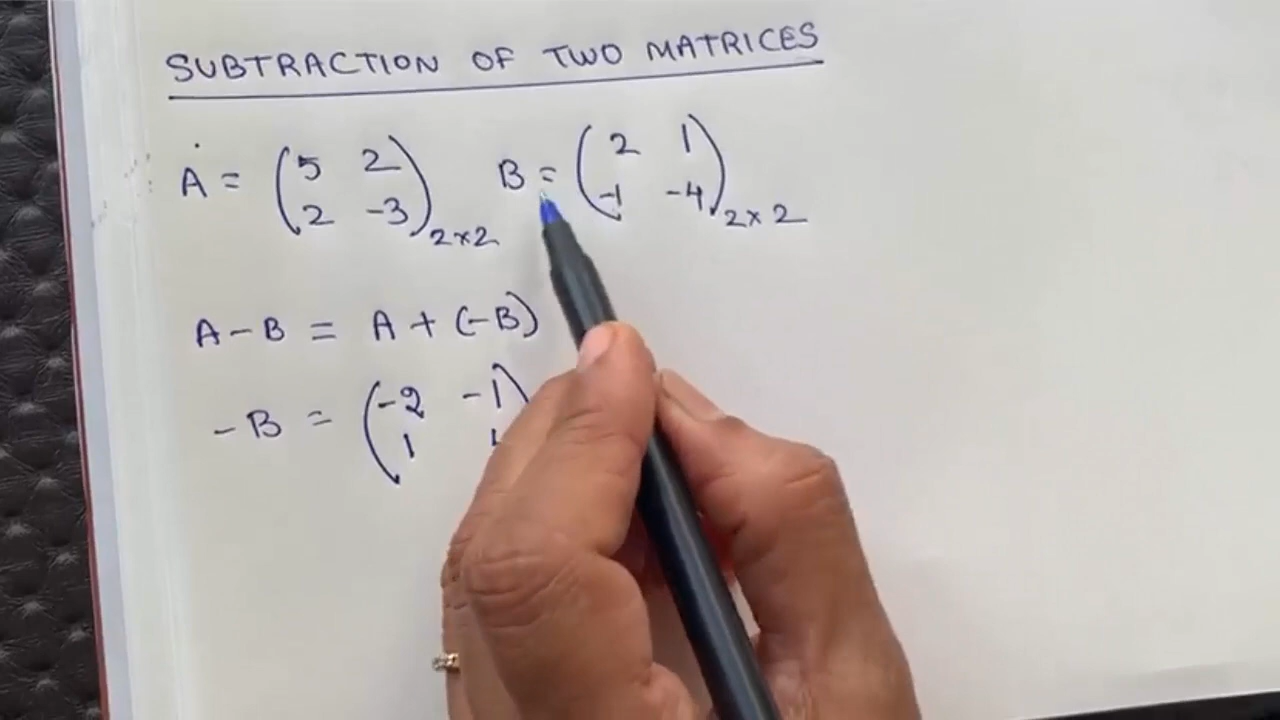 SUBTRACTION OF TWO MATRICES
A = (5 2 B = (2 1
2 -3)2×2 -1 -4)2×2
A - B = A + (-B)
-B = (-2 -1)
1